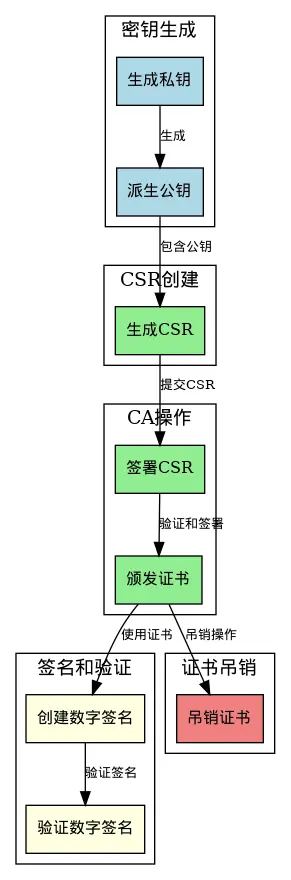 密钥生成
生成私钥
生成
派生公钥
包含公钥
CSR创建
生成CSR
提交CSR
CA操作
签署CSR
验证和签署
颁发证书
使用证书
吊销操作
签名和验证
证书吊销
创建数字签名
吊销证书
验证签名
验证数字签名